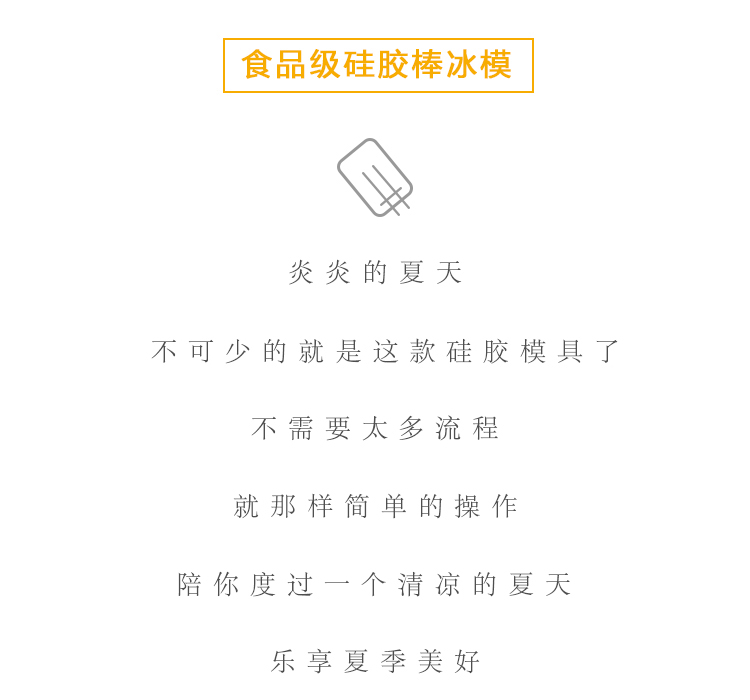 食品级硅胶棒冰模
炎炎的夏天
不可少的就是这款硅胶模具了
不需要太多流程
就那样简单的操作
陪你度过一个清凉的夏天
乐享夏季美好